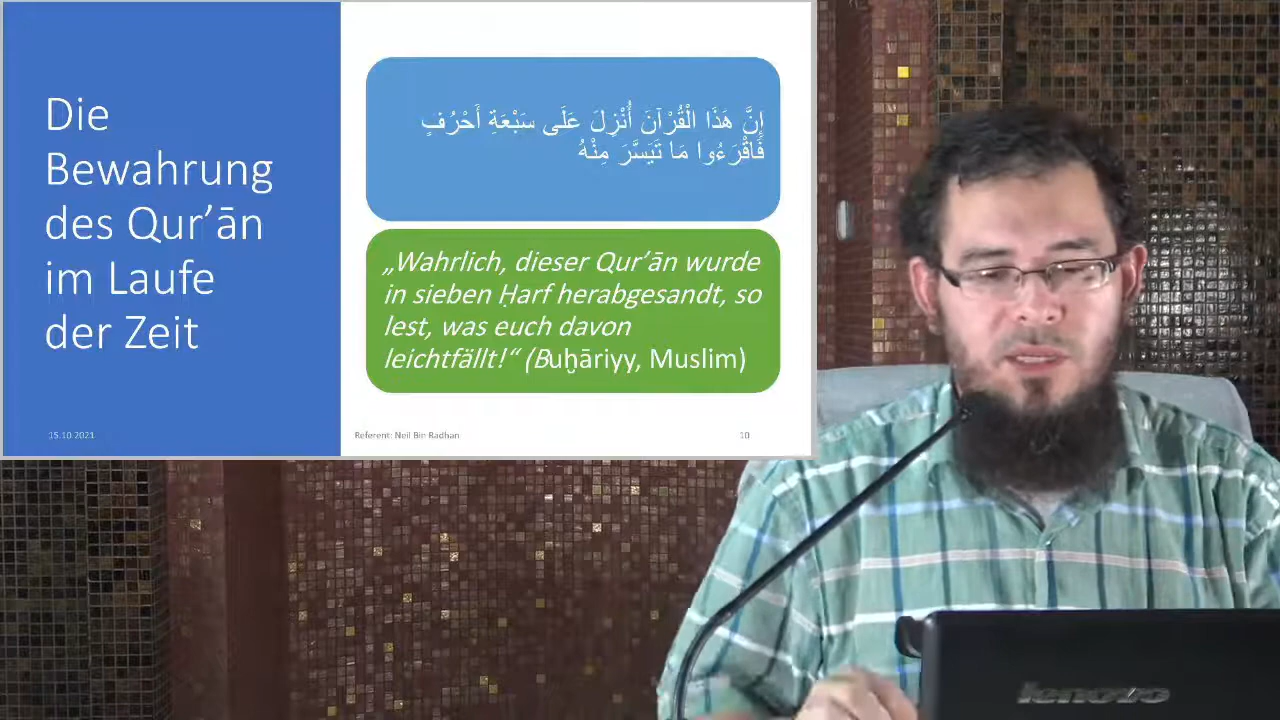 Die
Bewahrung
des Qur’ān
im Laufe
der Zeit
إِنَّ هَذَا الْقُرْآنَ أُنْزِلَ عَلَى سَبْعَةِ أَحْرُفٍ
فَاقْرَءُوا مَا تَيَسَّرَ مِنْهُ
„Wahrlich, dieser Qur’ān wurde
in sieben Ḥarf herabgesandt, so
lest, was euch davon
leichtfällt!“ (Buḫāriyy, Muslim)
15.10.2021
Referent: Neil Bin Radhan
10
lenovo